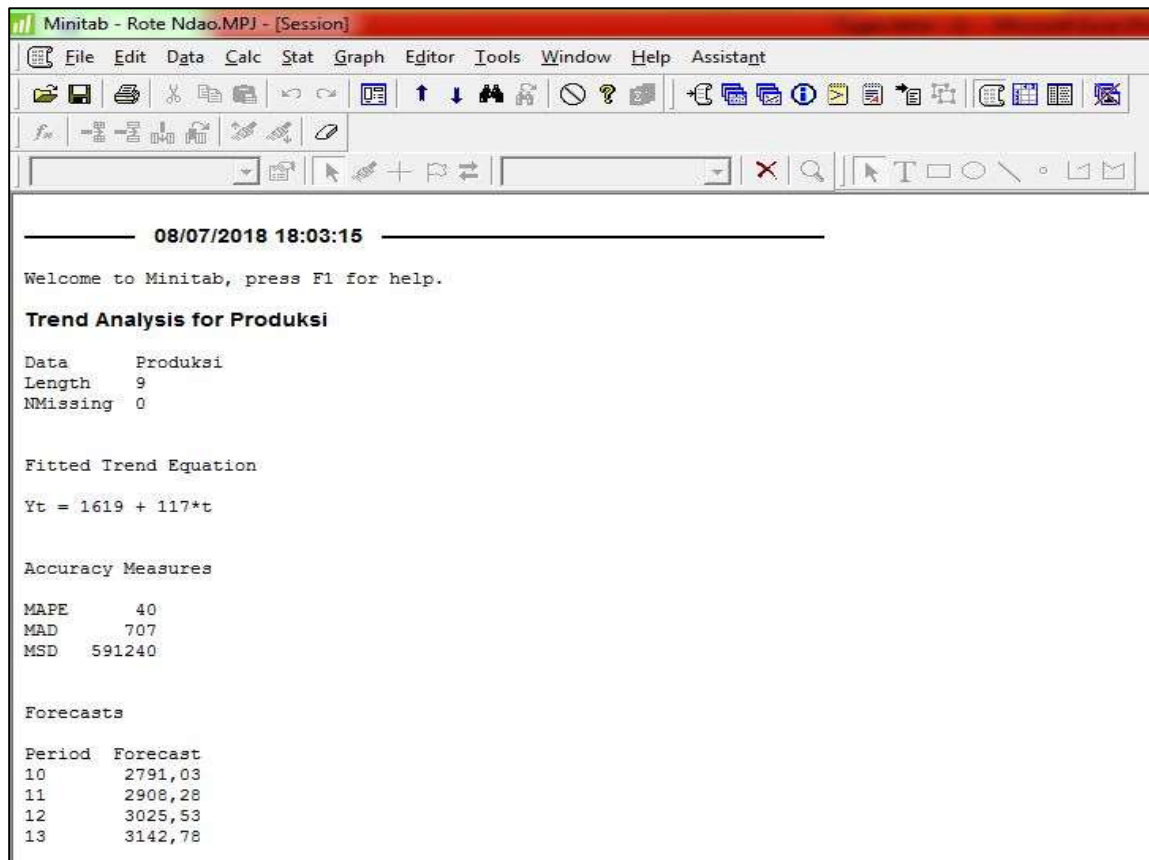 Minitab - Rote Ndao.MPJ - [Session]
File Edit Data Calc Stat Graph Editor Tools Window Help Assistant
08/07/2018 18:03:15
Welcome to Minitab, press F1 for help.
Trend Analysis for Produksi
Data Produksi
Length 9
NMissing 0
Fitted Trend Equation
Yt = 1619 + 117*t
Accuracy Measures
MAPE 40
MAD 707
MSD 591240
Forecasts
Period Forecast
10 2791,03
11 2908,28
12 3025,53
13 3142,78